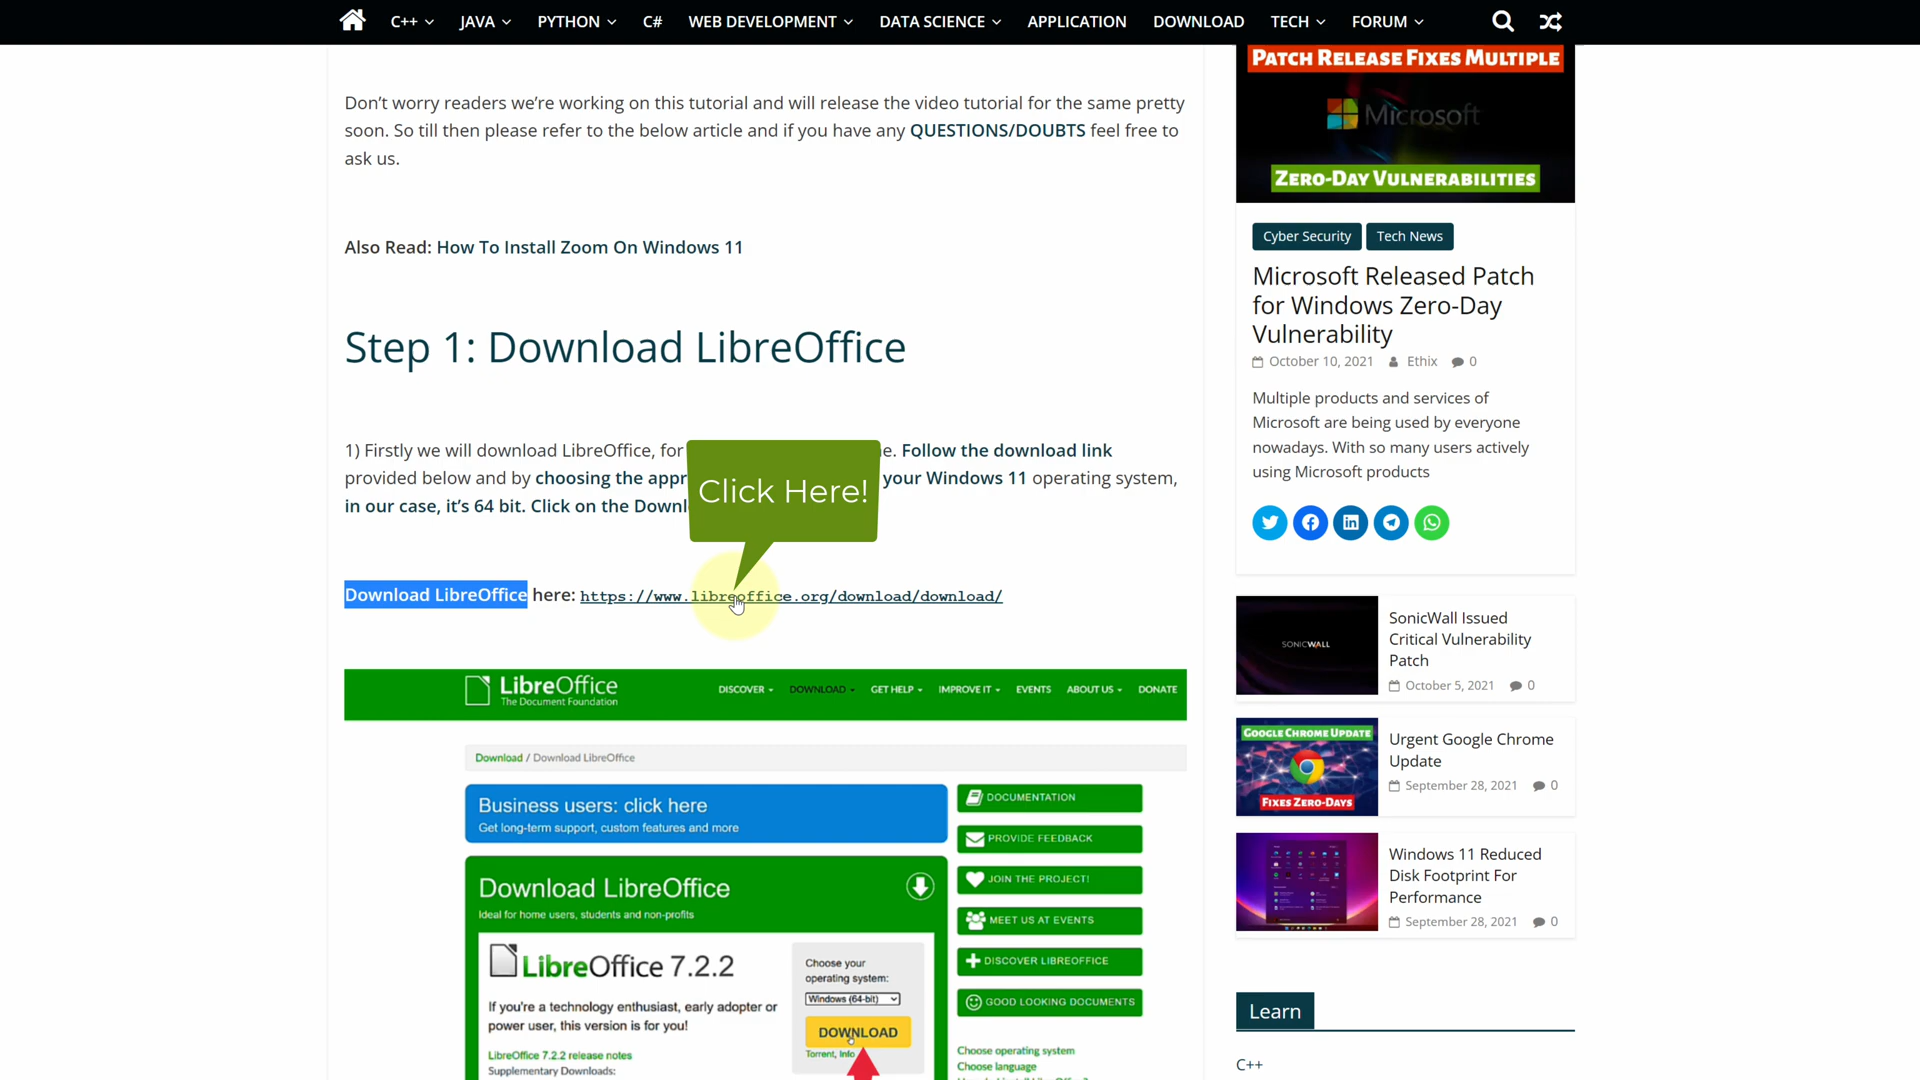 C++
JAVA
PYTHON
C#
WEB DEVELOPMENT
DATA SCIENCE
APPLICATION
DOWNLOAD
TECH
FORUM
Don't worry readers we're working on this tutorial and will release the video tutorial for the same pretty
soon. So till then please refer to the below article and if you have any QUESTIONS/DOUBTS feel free to
ask us.
Also Read: How To Install Zoom On Windows 11
Step 1: Download LibreOffice
1) Firstly we will download LibreOffice, for e. Follow the download link
provided below and by choosing the appr your Windows 11 operating system,
in our case, it's 64 bit. Click on the Downl
Click Here!
Download LibreOffice here: https://www.libreoffice.org/download/download/
LibreOffice
The Document Foundation
DISCOVER
DOWNLOAD
GET HELP
IMPROVE IT
EVENTS
ABOUT US
DONATE
Download / Download LibreOffice
Business users: click here
Get long-term support, custom features and more
Download LibreOffice
Ideal for home users, students and non-profits
LibreOffice 7.2.2
If you're a technology enthusiast, early adopter or
power user, this version is for you!
LibreOffice 7.2.2 release notes
Supplementary Downloads:
Choose your
operating system:
Windows (64-bit)
DOWNLOAD
Torrent, Info
DOCUMENTATION
PROVIDE FEEDBACK
JOIN THE PROJECT!
MEET US AT EVENTS
DISCOVER LIBREOFFICE
GOOD LOOKING DOCUMENTS
Choose operating system
Choose language
PATCH RELEASE FIXES MULTIPLE
Microsoft
ZERO-DAY VULNERABILITIES
Cyber Security
Tech News
Microsoft Released Patch
for Windows Zero-Day
Vulnerability
October 10, 2021 Ethix 0
Multiple products and services of
Microsoft are being used by everyone
nowadays. With so many users actively
using Microsoft products
SONICWALL
SonicWall Issued
Critical Vulnerability
Patch
October 5, 2021 0
GOOGLE CHROME UPDATE
FIXES ZERO-DAYS
Urgent Google Chrome
Update
September 28, 2021 0
Windows 11 Reduced
Disk Footprint For
Performance
September 28, 2021 0
Learn
C++